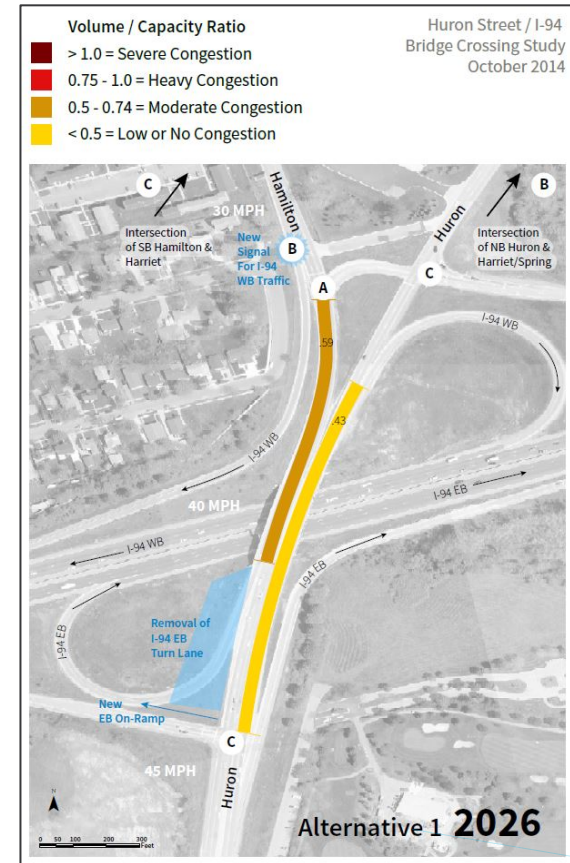 Volume / Capacity Ratio
> 1.0 = Severe Congestion
0.75 - 1.0 = Heavy Congestion
0.5 - 0.74 = Moderate Congestion
< 0.5 = Low or No Congestion
Huron Street / I-94
Bridge Crossing Study
October 2014
C
Intersection
of SB Hamilton &
Harriet
30 MPH
Hamilton
New
Signal
For I-94
WB Traffic
B
A
Huron
C
B
Intersection
of NB Huron &
Harriet/Spring
I-94 WB
.59
.43
I-94 WB
40 MPH
I-94 EB
I-94 WB
I-94 EB
I-94 EB
Removal of
I-94 EB
Turn Lane
New
EB On-Ramp
C
45 MPH
Huron
N
0 50 100 200 300
Feet
Alternative 1 2026